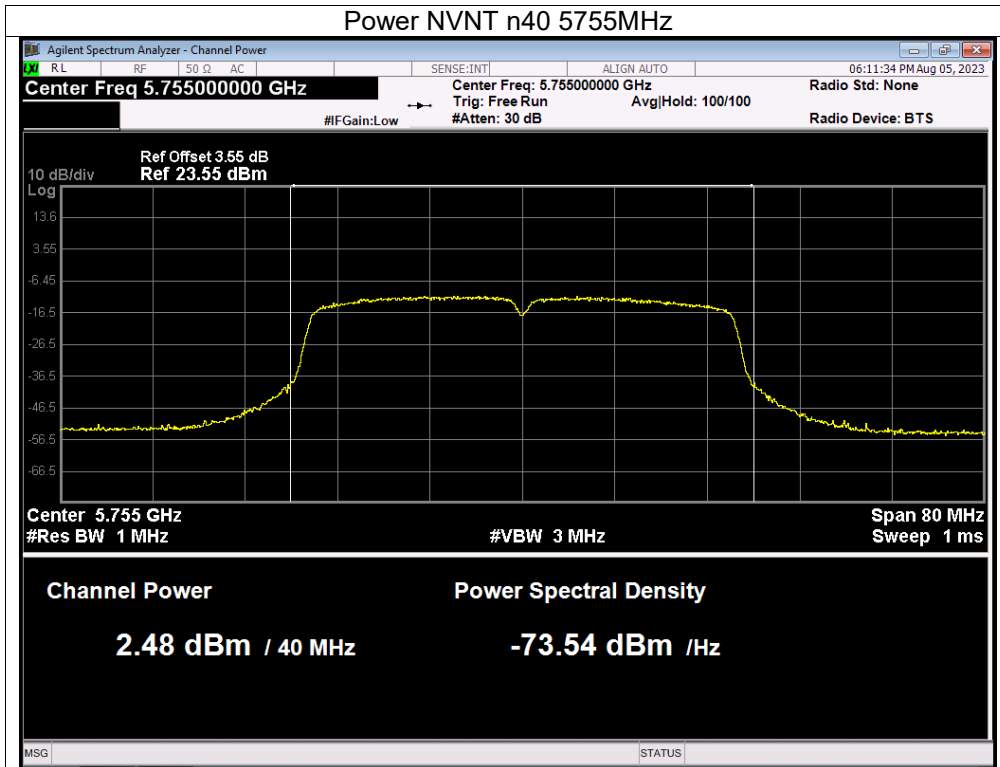 Power NVNT n40 5755MHz
Agilent Spectrum Analyzer - Channel Power
LXI RL RF 50 Ω AC SENSE:INT ALIGN AUTO 06:11:34 PM Aug 05, 2023
Center Freq 5.755000000 GHz
Center Freq: 5.755000000 GHz Radio Std: None
Trig: Free Run Avg|Hold: 100/100
#IFGain:Low #Atten: 30 dB Radio Device: BTS
Ref Offset 3.55 dB
10 dB/div Ref 23.55 dBm
Log
13.6
3.55
-6.45
-16.5
-26.5
-36.5
-46.5
-56.5
-66.5
Center 5.755 GHz Span 80 MHz
#Res BW 1 MHz #VBW 3 MHz Sweep 1 ms
Channel Power Power Spectral Density
2.48 dBm / 40 MHz -73.54 dBm /Hz
MSG STATUS